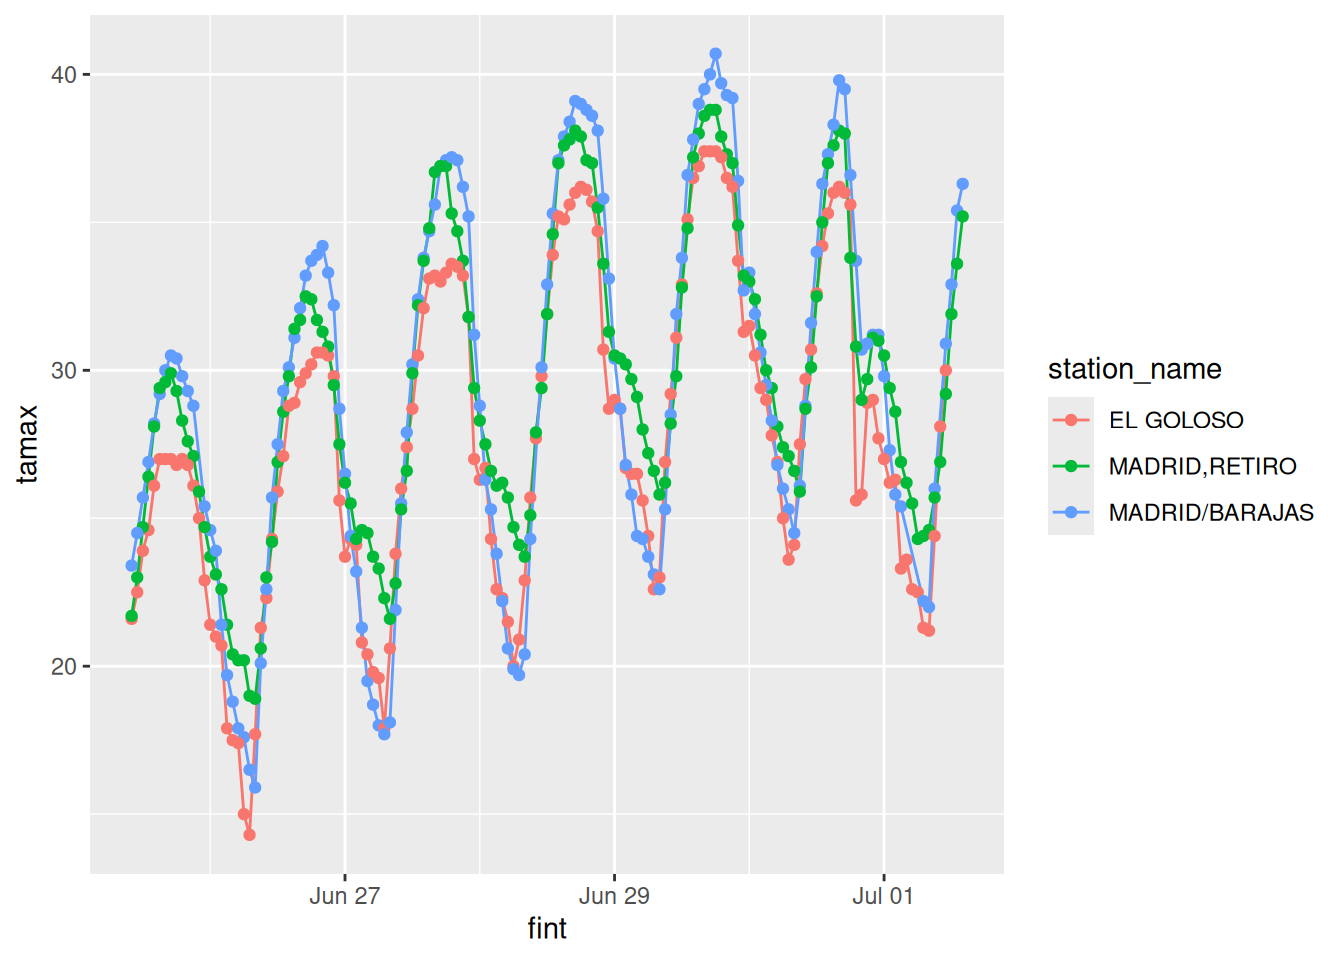 40
30
20
tamax
Jun 27
Jun 29
Jul 01
fint
station_name
EL GOLOSO
MADRID,RETIRO
MADRID/BARAJAS